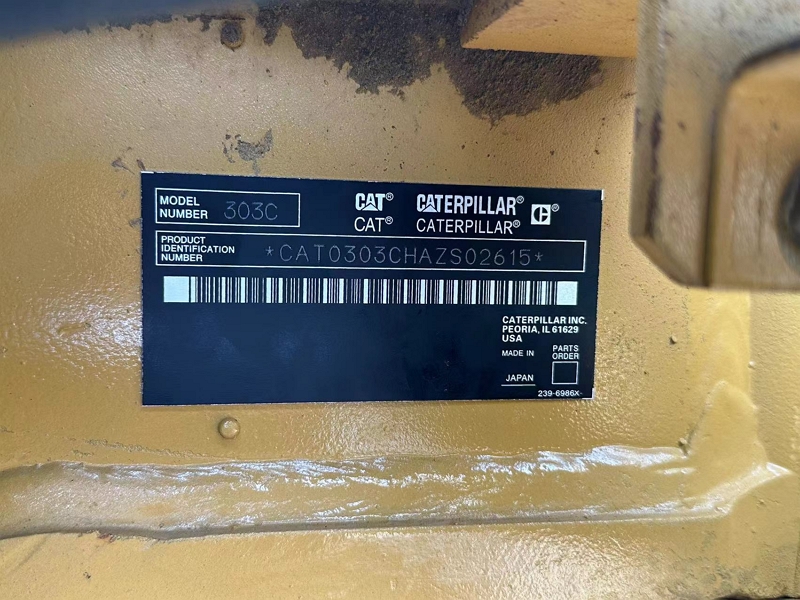 MODEL
NUMBER 303C
CAT® CATERPILLAR® C®
CAT® CATERPILLAR®
PRODUCT
IDENTIFICATION
NUMBER
*CAT0303CHAZS02615*
CATERPILLAR INC.
PEORIA, IL 61629
USA
MADE IN
JAPAN
PARTS
ORDER
239-6986X